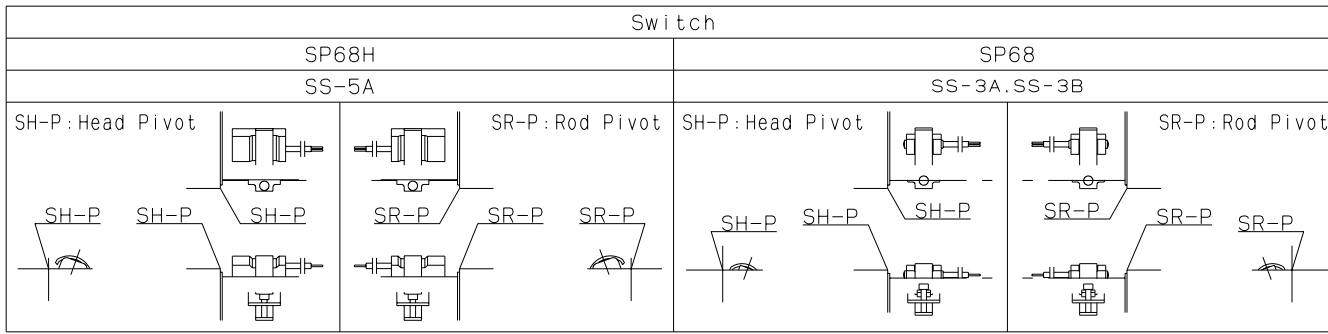 Switch
SP68H
SP68
SS-5A
SS-3A.SS-3B
SH-P:Head Pivot
SR-P:Rod Pivot
SH-P:Head Pivot
SR-P:Rod Pivot
SH-P
SH-P
SH-P
SR-P
SR-P
SR-P
SH-P
SH-P
SH-P
SR-P
SR-P
SR-P